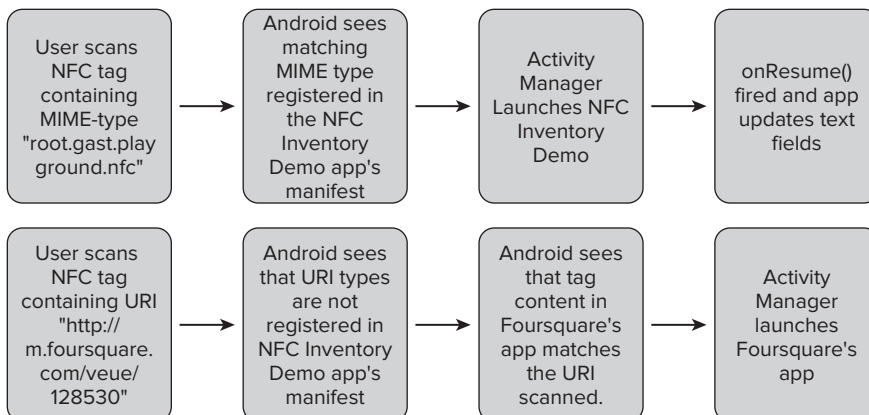 User scans
NFC tag
containing
MIME-type
"root.gast.play
ground.nfc"
Android sees
matching
MIME type
registered in
the NFC
Inventory
Demo app's
manifest
Activity
Manager
Launches NFC
Inventory
Demo
onResume()
fired and app
updates text
fields
User scans
NFC tag
containing URI
"http://
m.foursquare.
com/veue/
128530"
Android sees
that URI types
are not
registered in
NFC Inventory
Demo app's
manifest
Android sees
that tag
content in
Foursquare's
app matches
the URI
scanned.
Activity
Manager
launches
Foursquare's
app